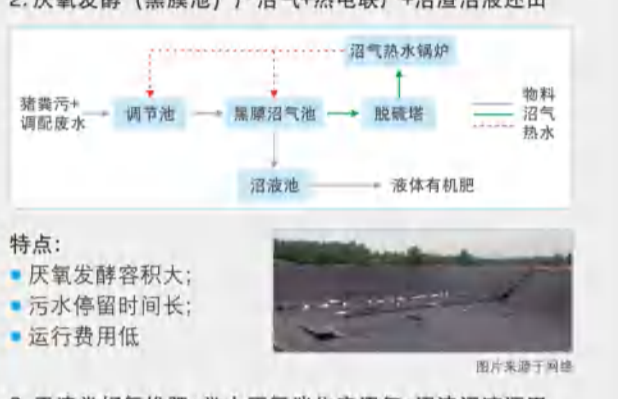 2. 厌氧发酵（黑膜池）产沼气+热电联产+沼渣沼液还田
沼气热水锅炉
猪粪污+
调配废水
调节池
黑膜沼气池
脱硫塔
物料
沼气
热水
沼液池
液体有机肥
特点:
厌氧发酵容积大;
污水停留时间长;
运行费用低
图片来源于网络